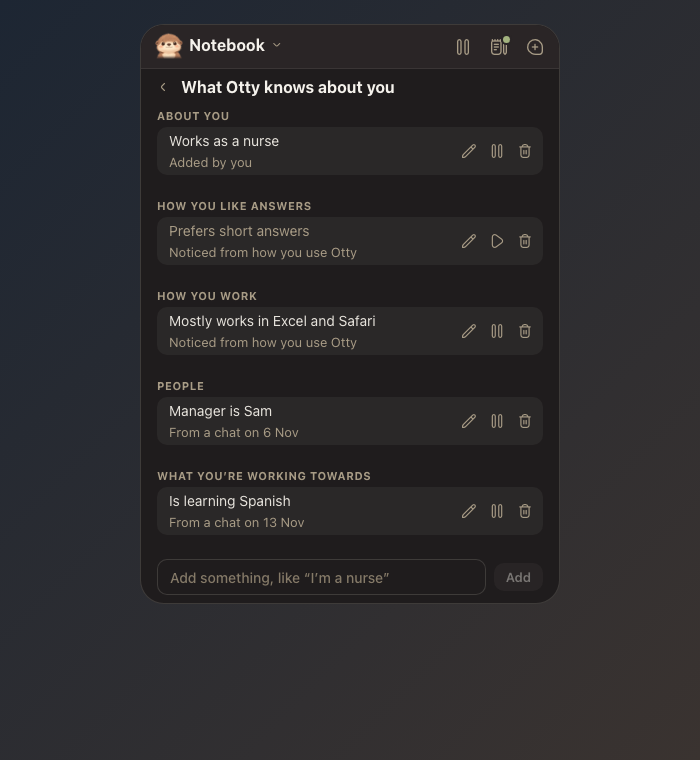 Notebook
What Otty knows about you
ABOUT YOU
Works as a nurse
Added by you
HOW YOU LIKE ANSWERS
Prefers short answers
Noticed from how you use Otty
HOW YOU WORK
Mostly works in Excel and Safari
Noticed from how you use Otty
PEOPLE
Manager is Sam
From a chat on 6 Nov
WHAT YOU’RE WORKING TOWARDS
Is learning Spanish
From a chat on 13 Nov
Add something, like “I’m a nurse”
Add